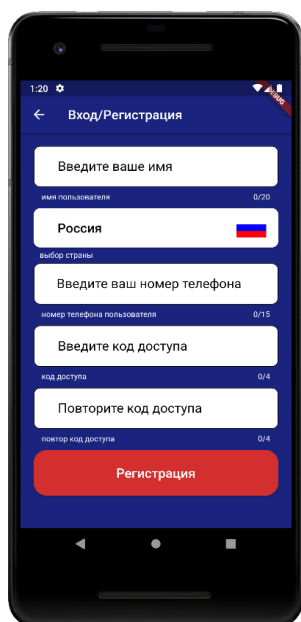 1:20
DEBUG
Вход/Регистрация
Введите ваше имя
имя пользователя 0/20
Россия
выбор страны
Введите ваш номер телефона
номер телефона пользователя 0/15
Введите код доступа
код доступа 0/4
Повторите код доступа
повтор код доступа 0/4
Регистрация